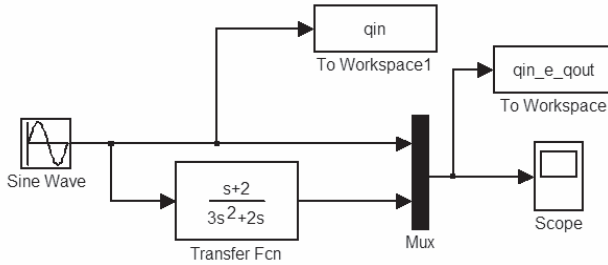 qin
To Workspace1
qin_e_qout
To Workspace
Sine Wave
s+2
3s²+2s
Transfer Fcn
Mux
Scope